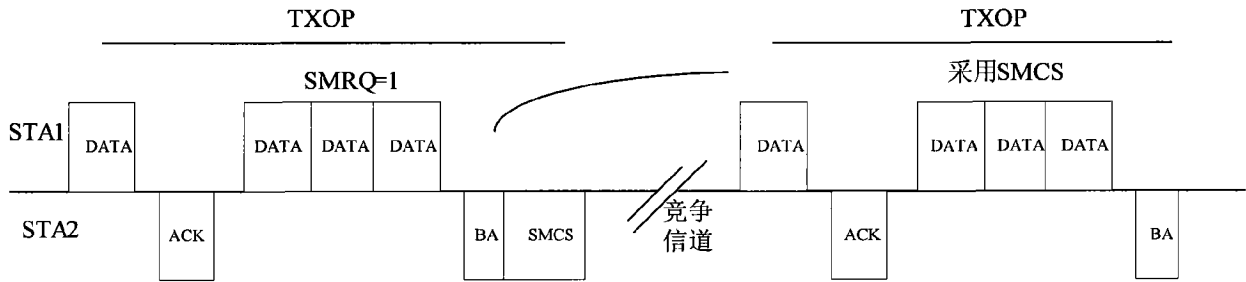 TXOP
TXOP
SMRQ=1
采用SMCS
STA1
DATA
DATA
DATA
DATA
DATA
DATA
DATA
DATA
STA2
ACK
BA
SMCS
竞争
信道
ACK
BA